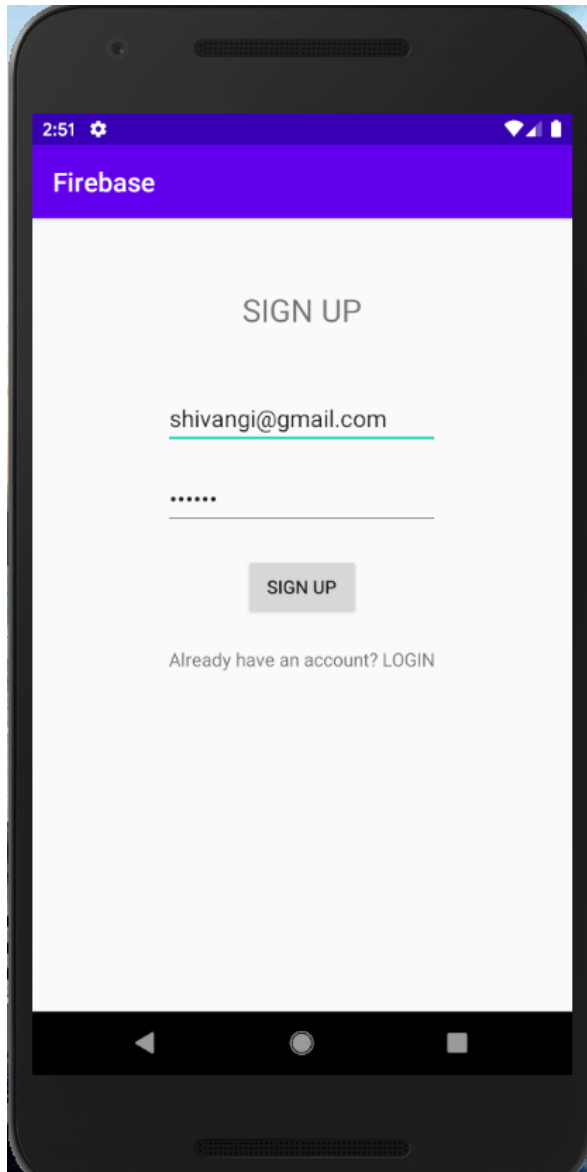 2:51
Firebase
SIGN UP
shivangi@gmail.com
••••••
SIGN UP
Already have an account? LOGIN